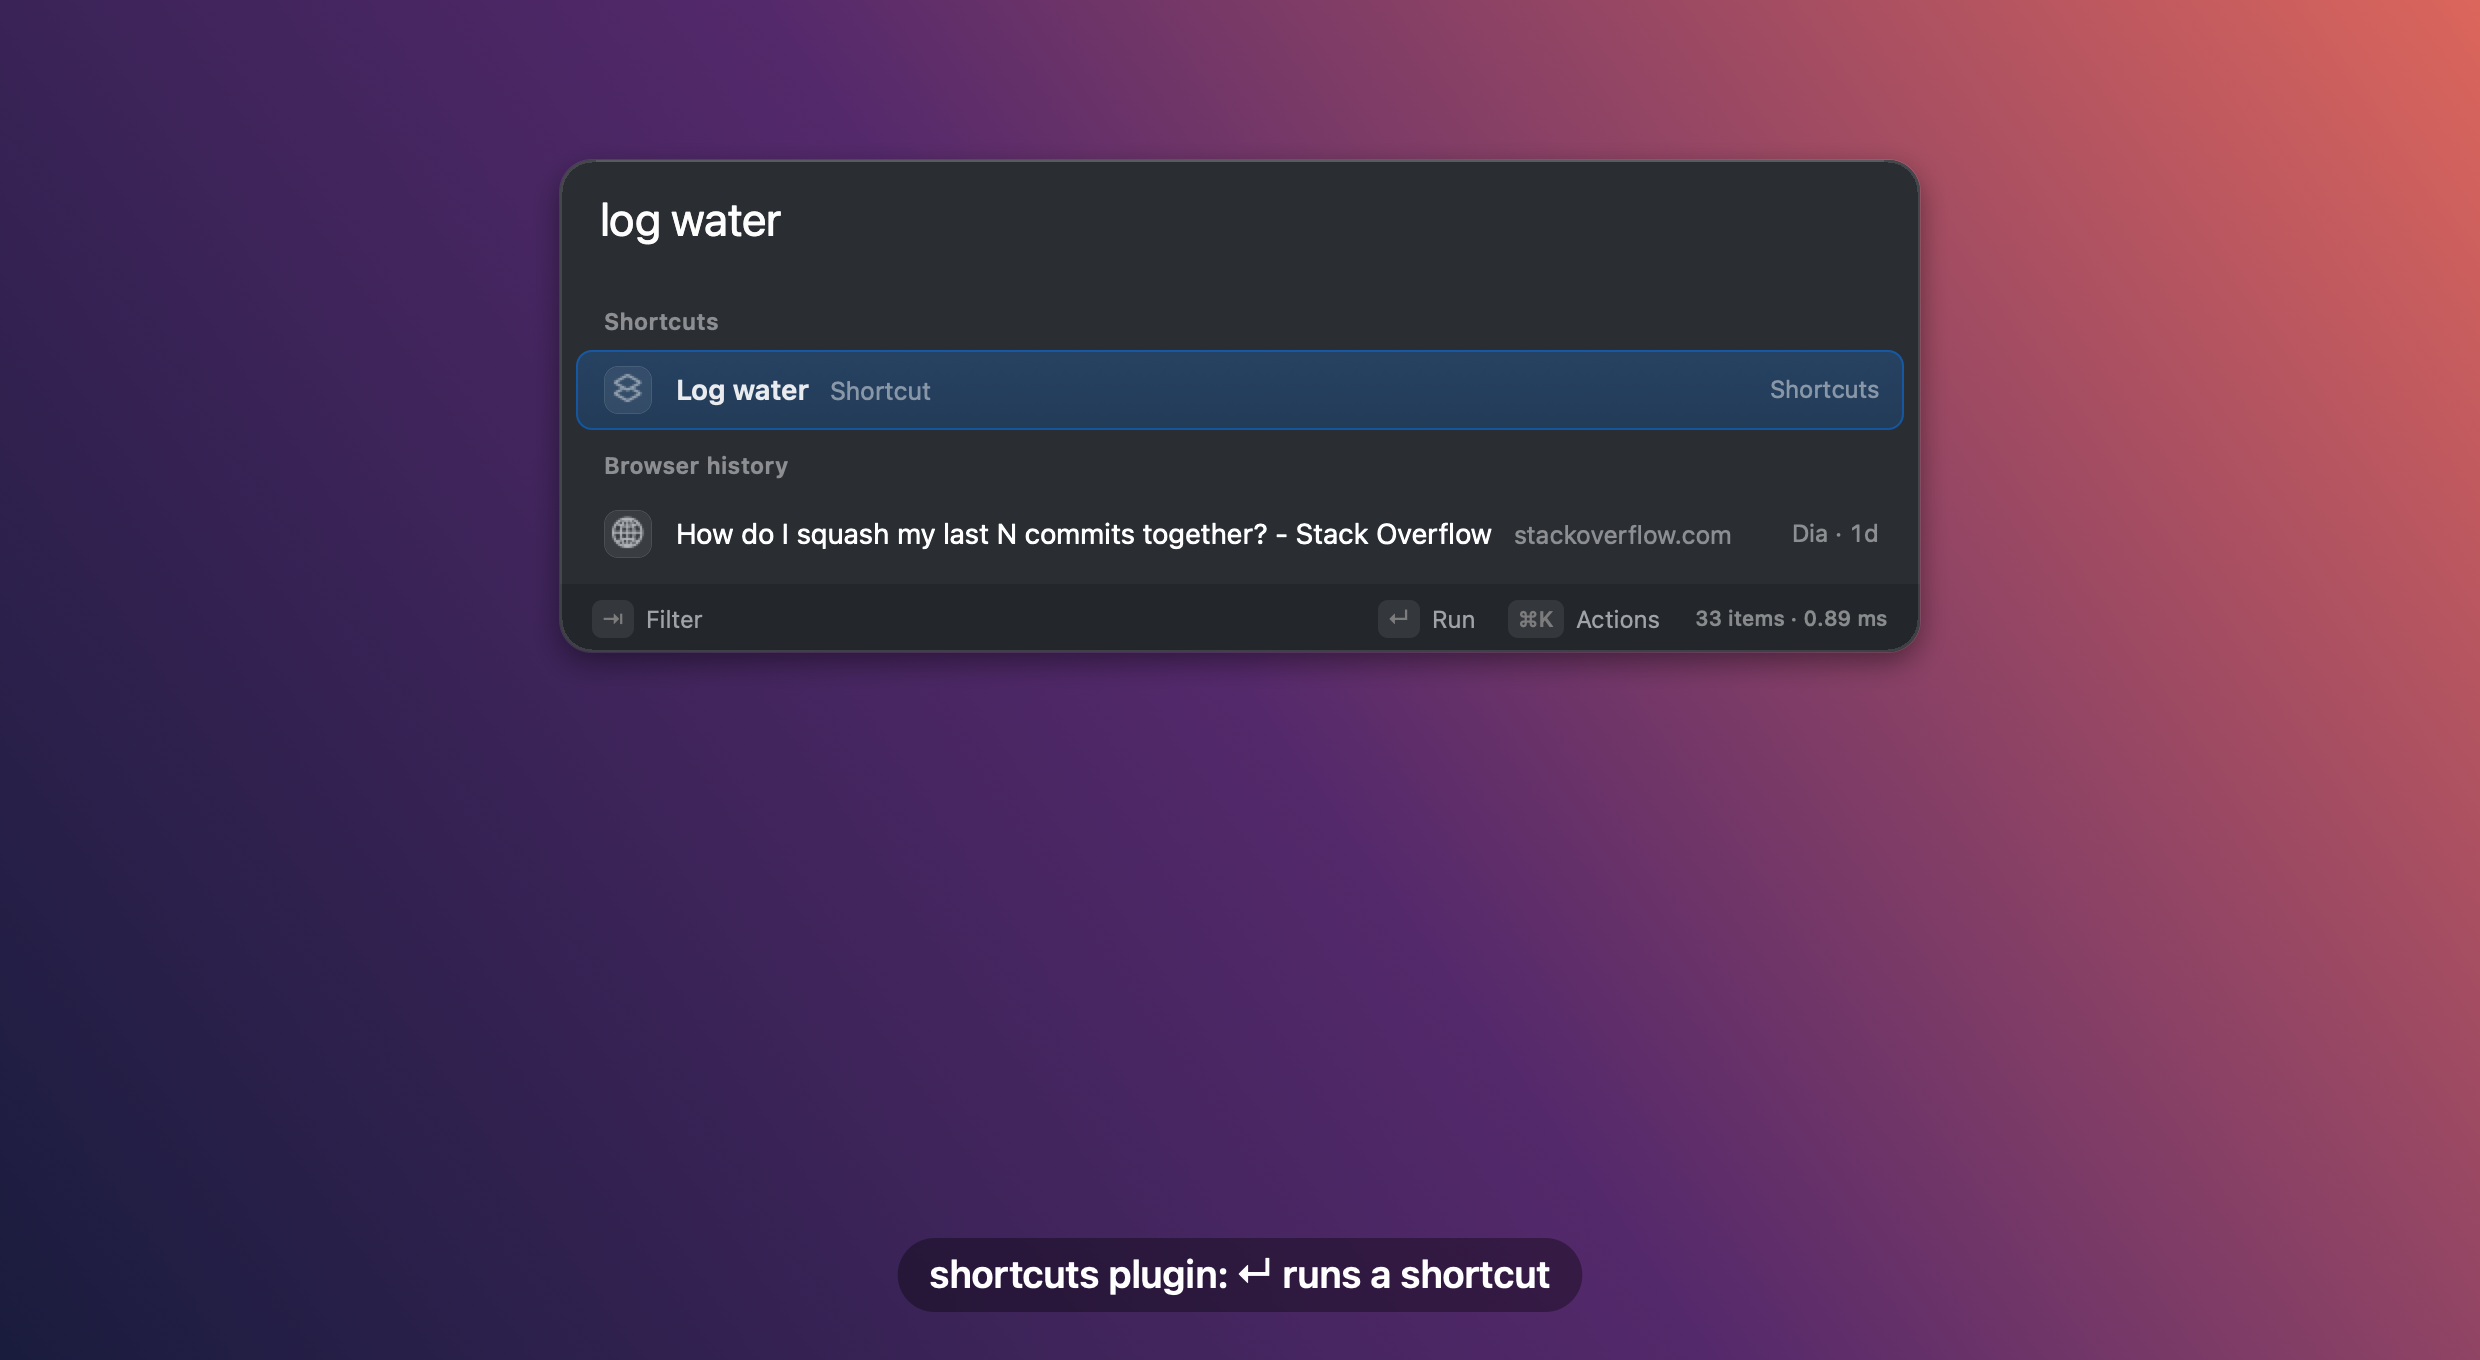 log water
Shortcuts
Log water Shortcut Shortcuts
Browser history
How do I squash my last N commits together? - Stack Overflow stackoverflow.com Dia · 1d
⇥ Filter ↵ Run ⌘K Actions 33 items · 0.89 ms
shortcuts plugin: ↵ runs a shortcut